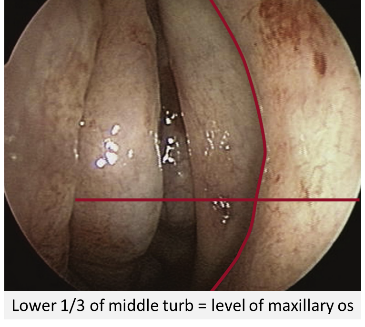 Lower 1/3 of middle turb = level of maxillary os